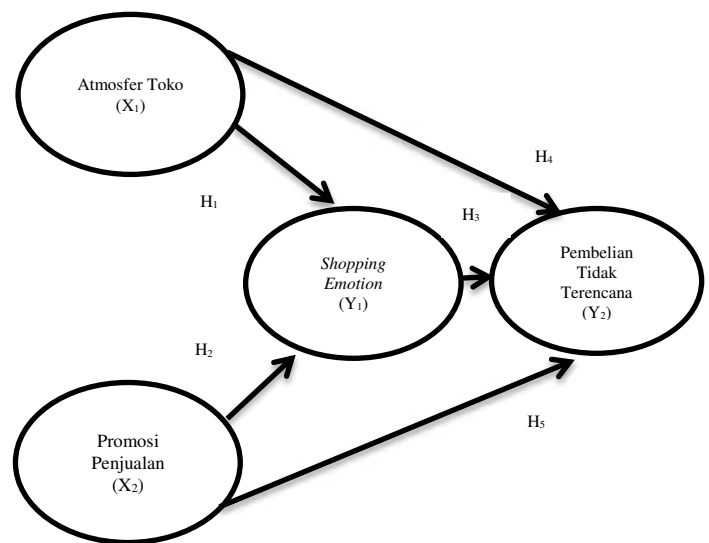 Atmosfer Toko
(X₁)
H₄
H₁
H₃
Shopping
Emotion
(Y₁)
Pembelian
Tidak
Terencana
(Y₂)
H₂
H₅
Promosi
Penjualan
(X₂)